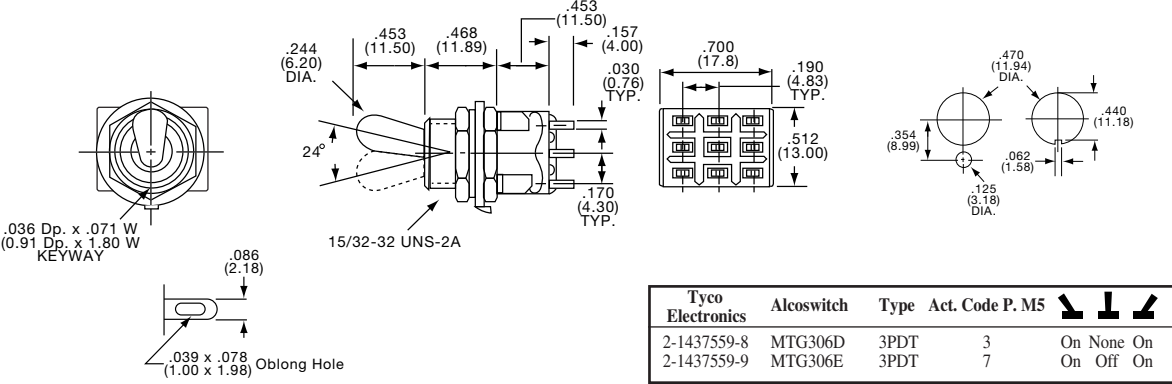 .453
(11.50)
.453
(11.50)
.468
(11.89)
.157
(4.00)
.244
(6.20)
DIA.
.030
(0.76)
TYP.
.700
(17.8)
.190
(4.83)
TYP.
.470
(11.94)
DIA.
.440
(11.18)
.354
(8.99)
24°
.512
(13.00)
.062
(1.58)
.125
(3.18)
DIA.
.170
(4.30)
TYP.
.036 Dp. x .071 W
(0.91 Dp. x 1.80 W
KEYWAY
15/32-32 UNS-2A
.086
(2.18)
.039 x .078
(1.00 x 1.98)
Oblong Hole
Tyco
Electronics
Alcoswitch
Type
Act. Code P. M5
2-1437559-8 MTG306D 3PDT 3 On None On
2-1437559-9 MTG306E 3PDT 7 On Off On